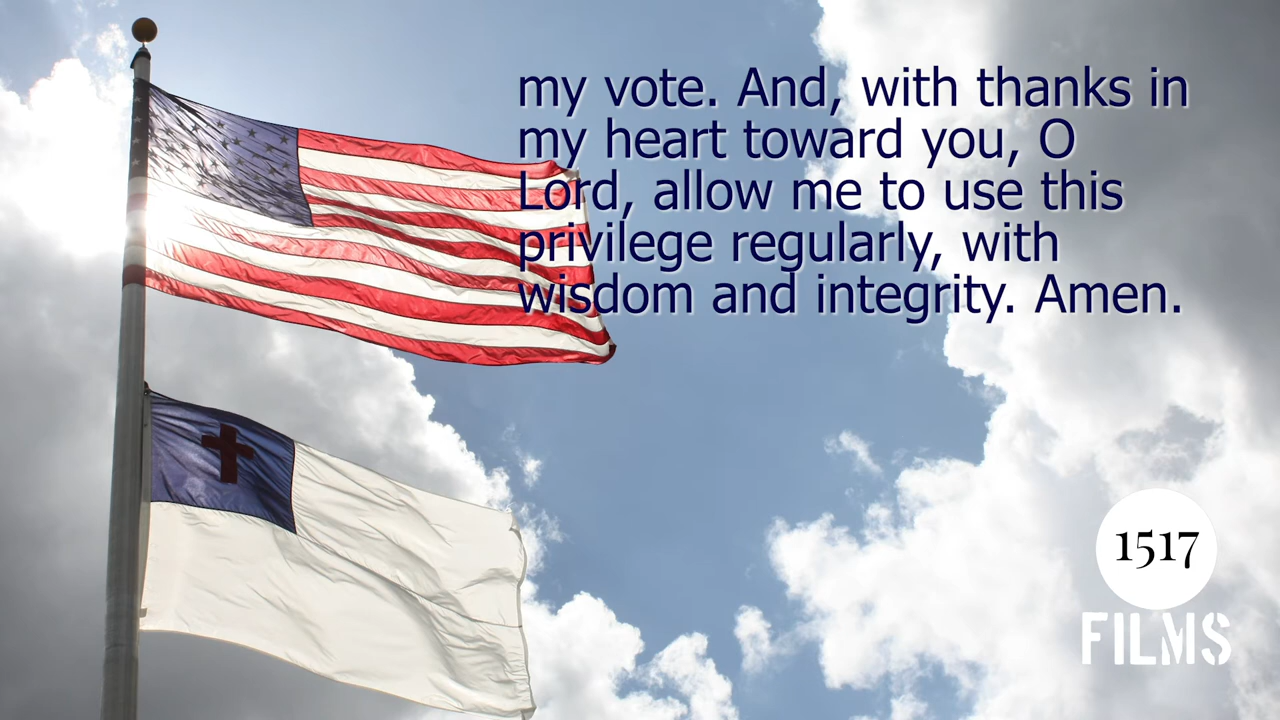 my vote. And, with thanks in
my heart toward you, O
Lord, allow me to use this
privilege regularly, with
wisdom and integrity. Amen.
1517
FILMS